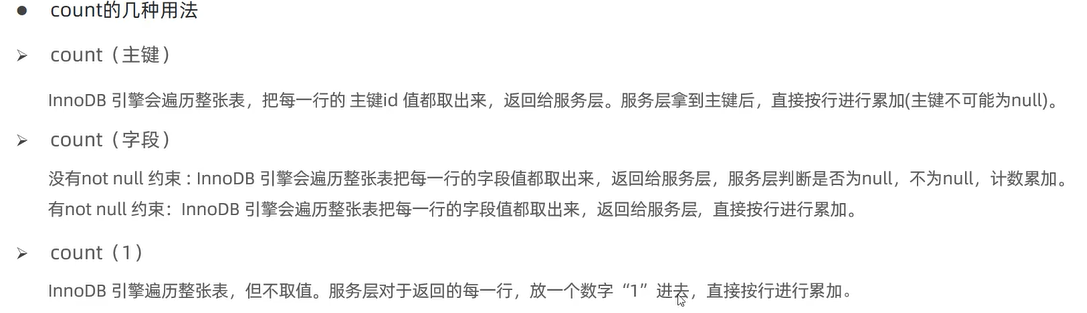 ● count的几种用法
➢ count（主键）
InnoDB 引擎会遍历整张表，把每一行的 主键id 值都取出来，返回给服务层。服务层拿到主键后，直接按行进行累加(主键不可能为null)。
➢ count（字段）
没有not null 约束 : InnoDB 引擎会遍历整张表把每一行的字段值都取出来，返回给服务层，服务层判断是否为null，不为null，计数累加。
有not null 约束：InnoDB 引擎会遍历整张表把每一行的字段值都取出来，返回给服务层，直接按行进行累加。
➢ count（1）
InnoDB 引擎遍历整张表，但不取值。服务层对于返回的每一行，放一个数字“1”进去，直接按行进行累加。